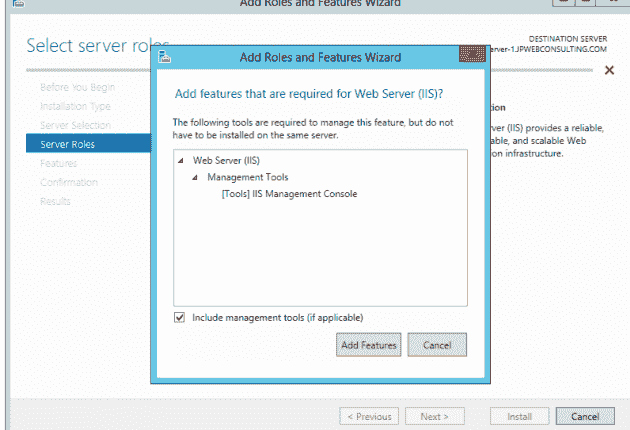 Add Roles and Features Wizard
Select server
DESTINATION SERVER
erver-1.JPWEBCONSULTING.COM
Before You Begin
Installation Type
Server Selection
Server Roles
Features
Confirmation
Results
Add Roles and Features Wizard
Add features that are required for Web Server (IIS)?
The following tools are required to manage this feature, but do not
have to be installed on the same server.
Web Server (IIS)
Management Tools
[Tools] IIS Management Console
Include management tools (if applicable)
Add Features
Cancel
tion
ver (IIS) provides a reliable,
able, and scalable Web
ion infrastructure.
< Previous
Next >
Install
Cancel